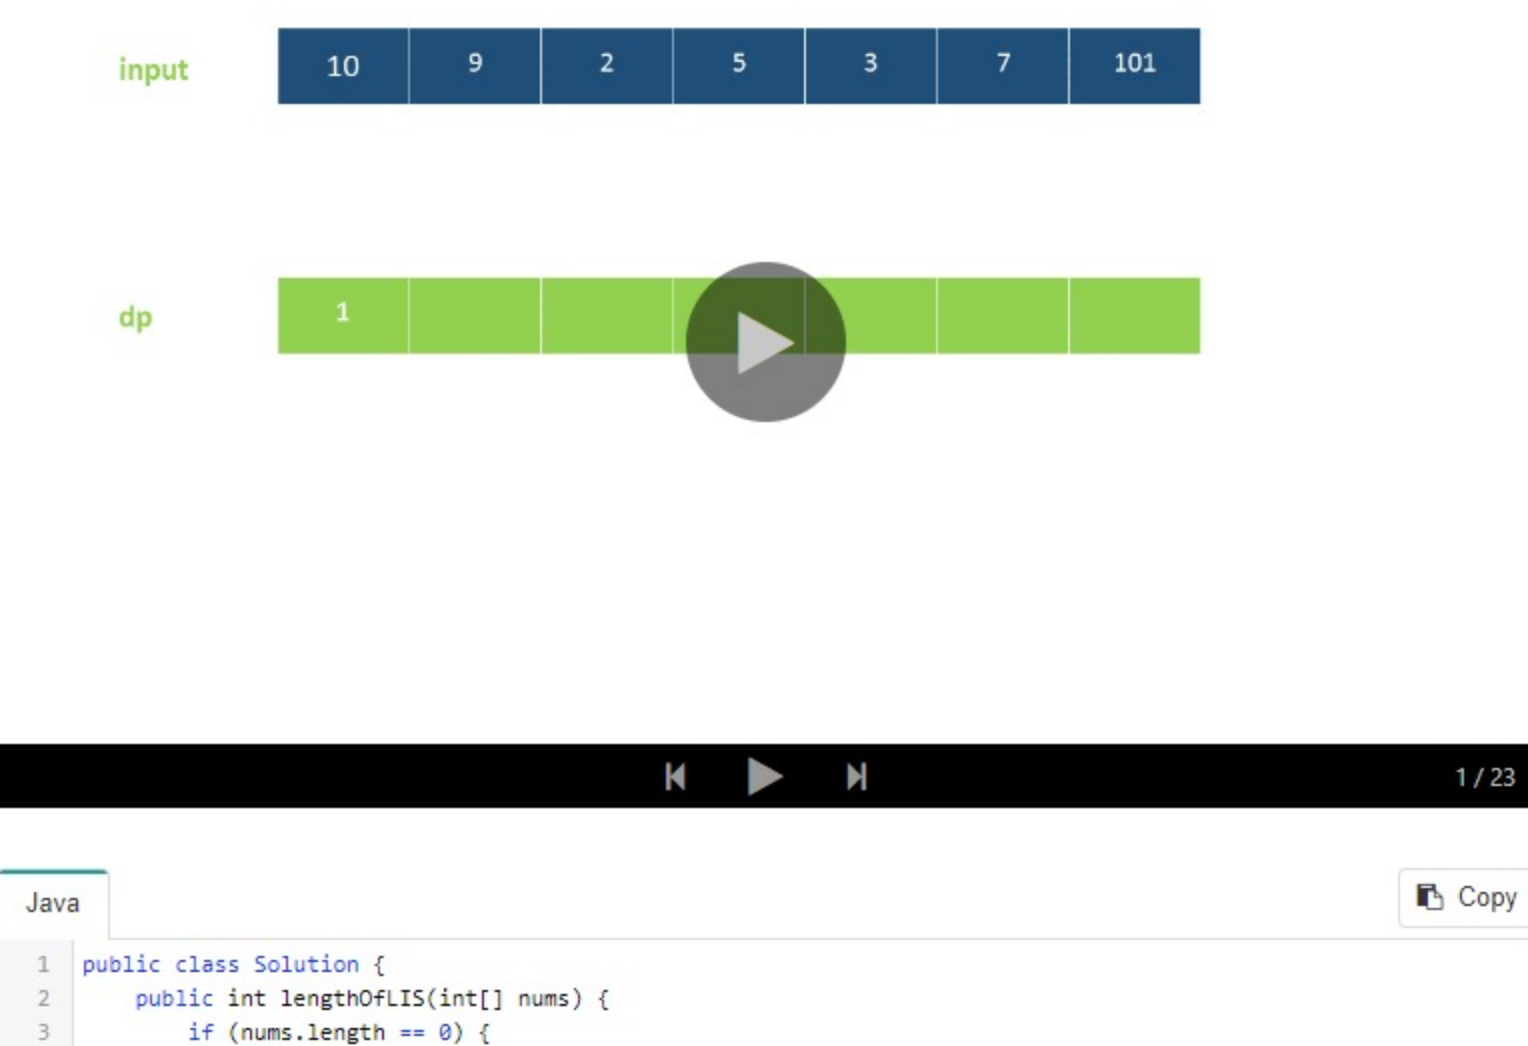 input 10 9 2 5 3 7 101
dp 1
1 / 23
Java Copy
1 public class Solution {
2 public int lengthOfLIS(int[] nums) {
3 if (nums.length == 0) {